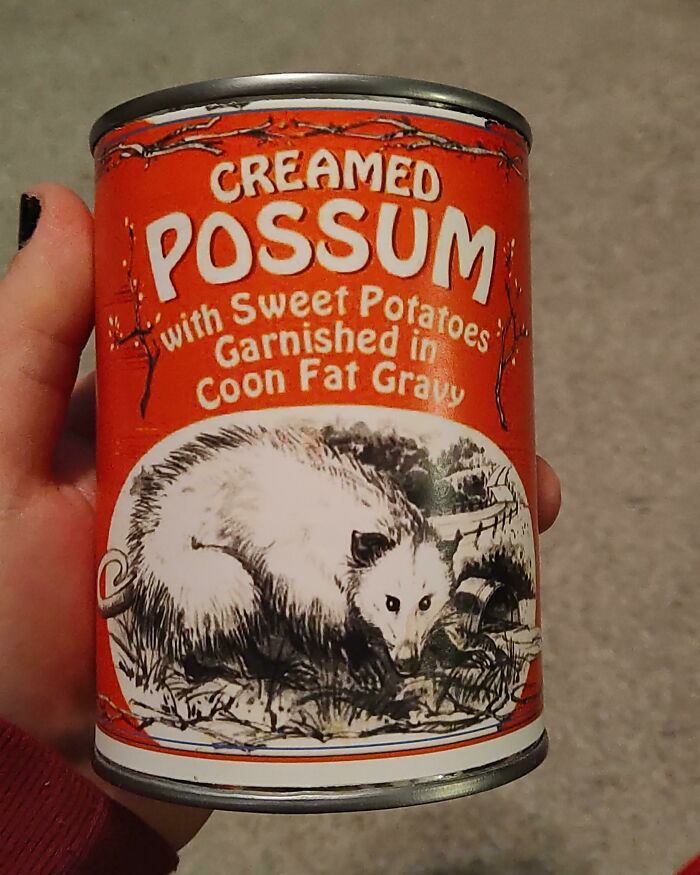 CREAMED
POSSUM
with Sweet Potatoes
Garnished in
Coon Fat Gravy